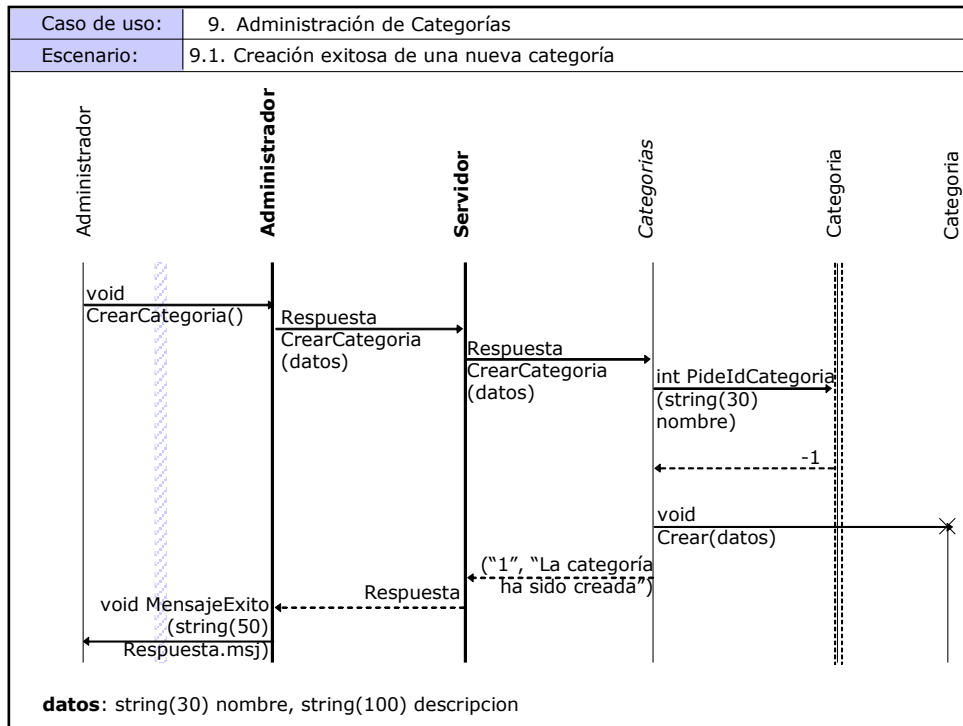 Caso de uso: 9. Administración de Categorías
Escenario: 9.1. Creación exitosa de una nueva categoría
Administrador
Administrador
Servidor
Categorias
Categoria
Categoria
void
CrearCategoria()
Respuesta
CrearCategoria
(datos)
Respuesta
CrearCategoria
(datos)
int PideIdCategoria
(string(30)
nombre)
-1
void
Crear(datos)
(“1”, “La categoría
ha sido creada”)
Respuesta
void MensajeExito
(string(50)
Respuesta.msj)
datos: string(30) nombre, string(100) descripcion